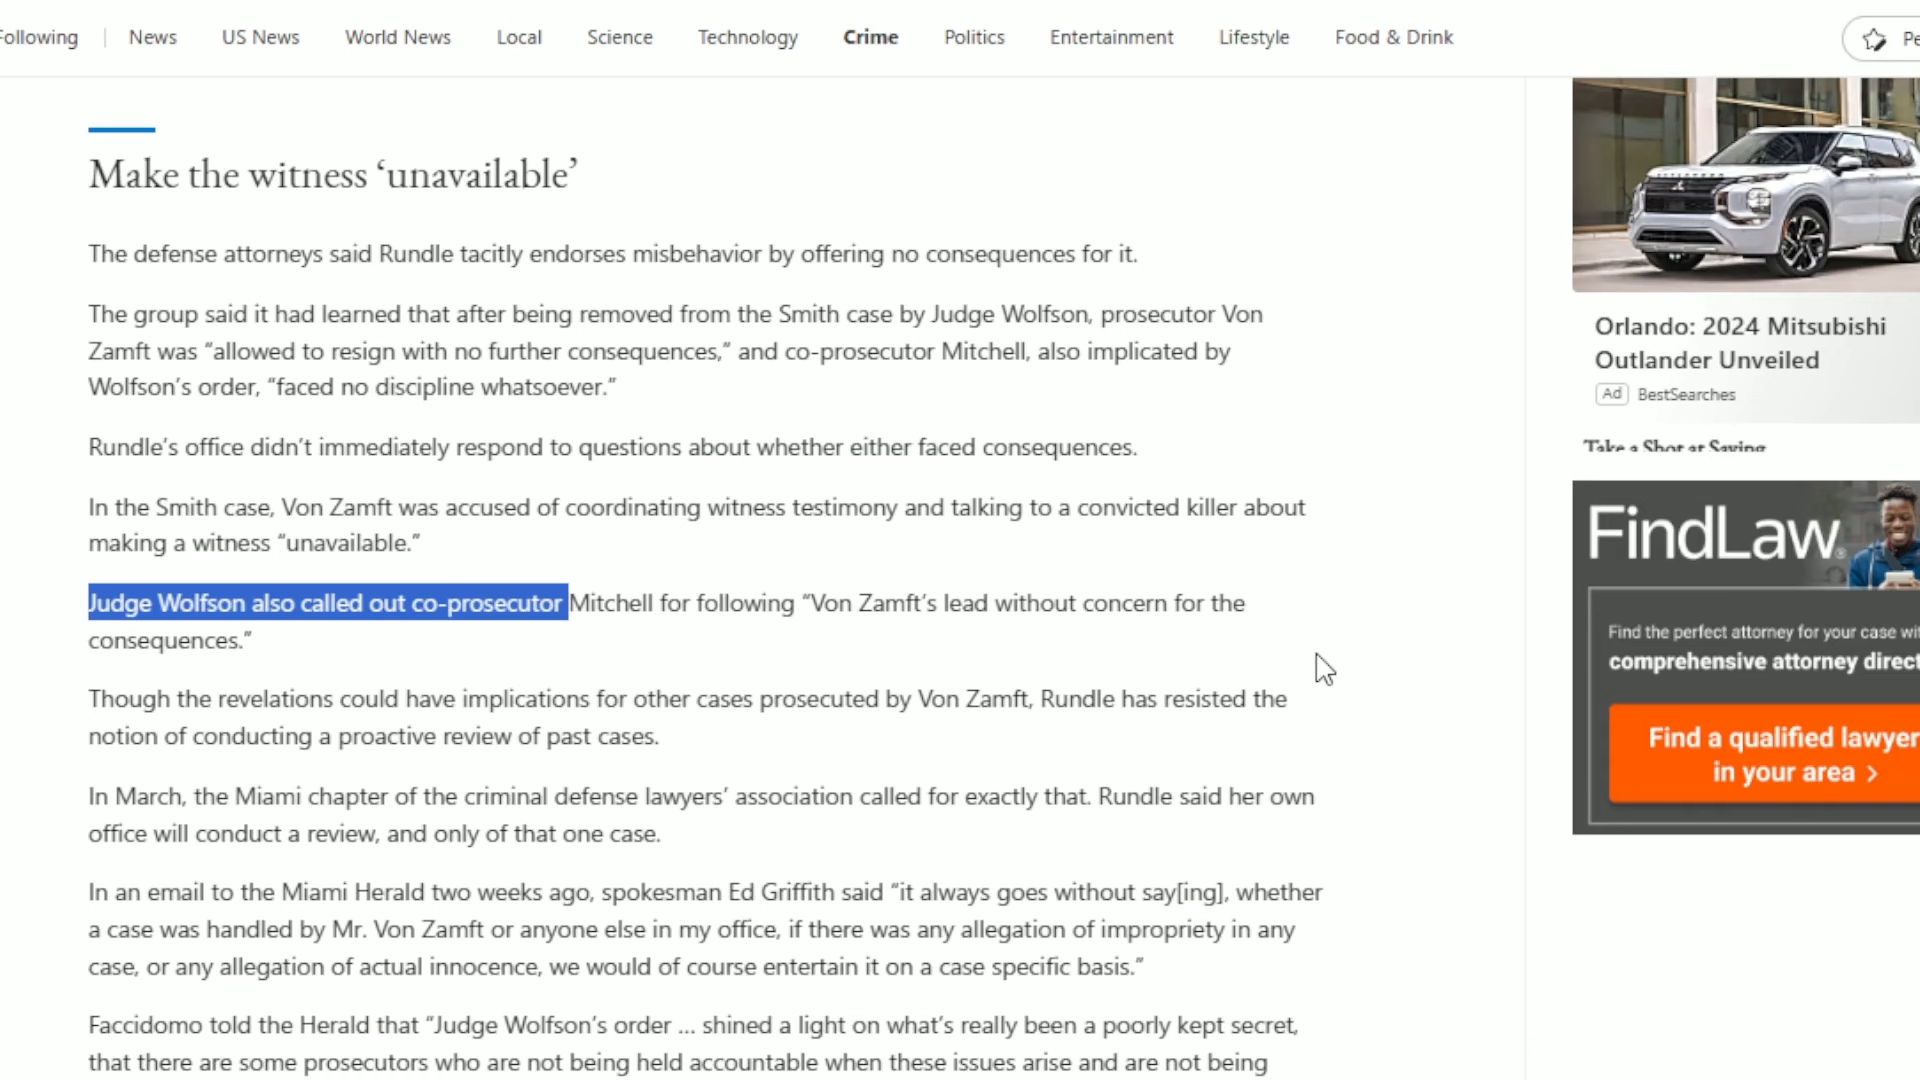 Following | News US News World News Local Science Technology Crime Politics Entertainment Lifestyle Food & Drink
Make the witness ‘unavailable’
The defense attorneys said Rundle tacitly endorses misbehavior by offering no consequences for it.
The group said it had learned that after being removed from the Smith case by Judge Wolfson, prosecutor Von
Zamft was “allowed to resign with no further consequences,” and co-prosecutor Mitchell, also implicated by
Wolfson’s order, “faced no discipline whatsoever.”
Rundle’s office didn’t immediately respond to questions about whether either faced consequences.
In the Smith case, Von Zamft was accused of coordinating witness testimony and talking to a convicted killer about
making a witness “unavailable.”
Judge Wolfson also called out co-prosecutor Mitchell for following “Von Zamft’s lead without concern for the
consequences.”
Though the revelations could have implications for other cases prosecuted by Von Zamft, Rundle has resisted the
notion of conducting a proactive review of past cases.
In March, the Miami chapter of the criminal defense lawyers’ association called for exactly that. Rundle said her own
office will conduct a review, and only of that one case.
In an email to the Miami Herald two weeks ago, spokesman Ed Griffith said “it always goes without say[ing], whether
a case was handled by Mr. Von Zamft or anyone else in my office, if there was any allegation of impropriety in any
case, or any allegation of actual innocence, we would of course entertain it on a case specific basis.”
Faccidomo told the Herald that “Judge Wolfson’s order ... shined a light on what’s really been a poorly kept secret,
that there are some prosecutors who are not being held accountable when these issues arise and are not being
Orlando: 2024 Mitsubishi
Outlander Unveiled
Ad BestSearches
Take a Shot at Saving
FindLaw
Find the perfect attorney for your case
comprehensive attorney
Find a qualified lawyer
in your area >